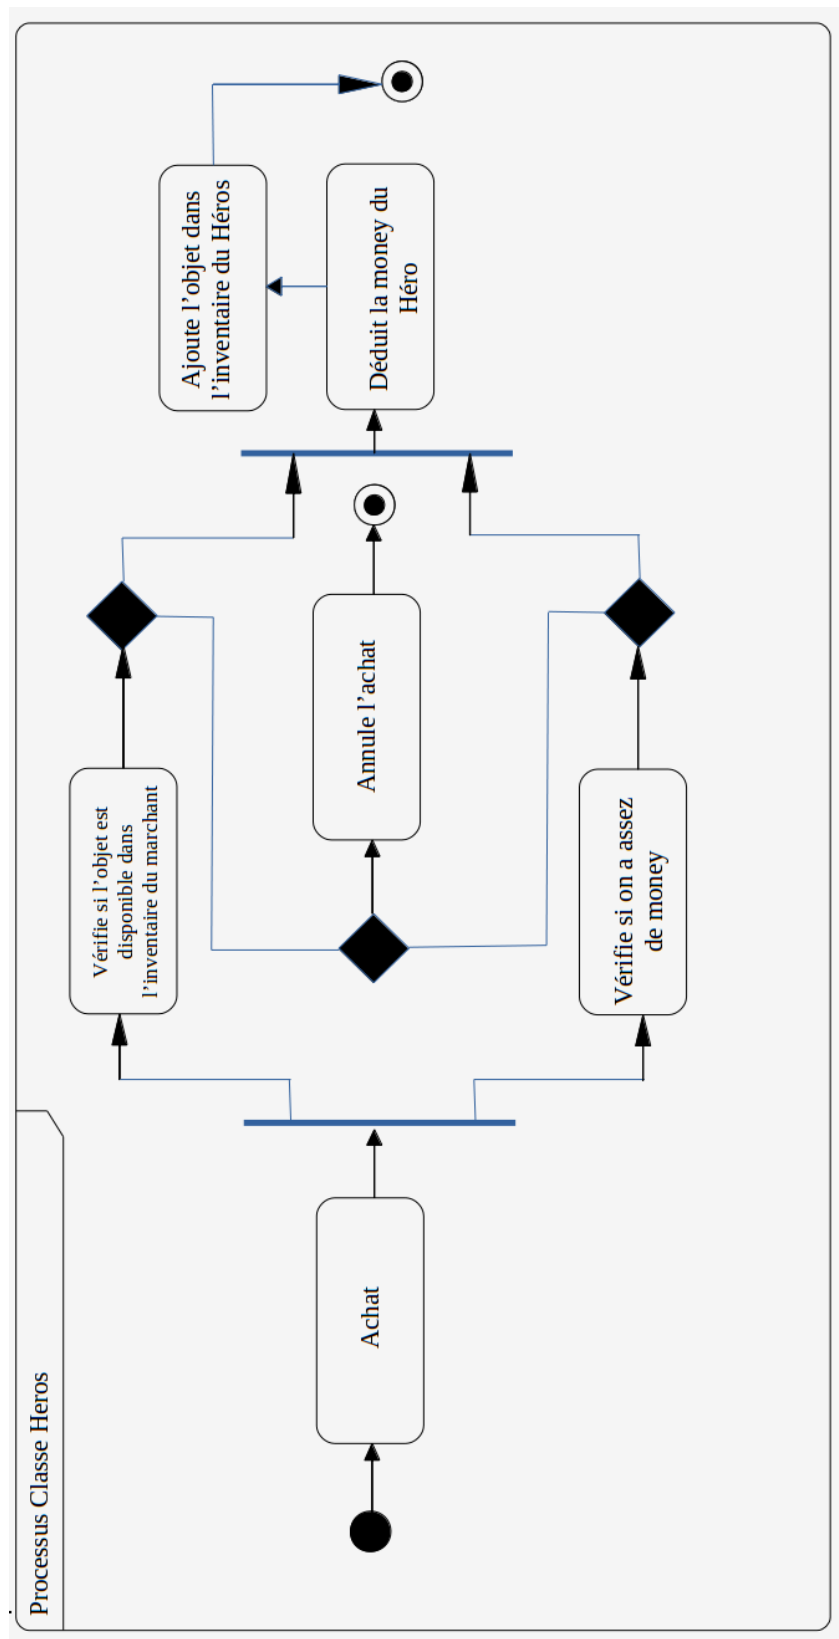 Processus Classe Heros
Achat
Vérifie si l'objet est
disponible dans
l'inventaire du marchant
Annule l'achat
Vérifie si on a assez
de money
Ajoute l'objet dans
l'inventaire du Héros
Déduit la money du
Héro